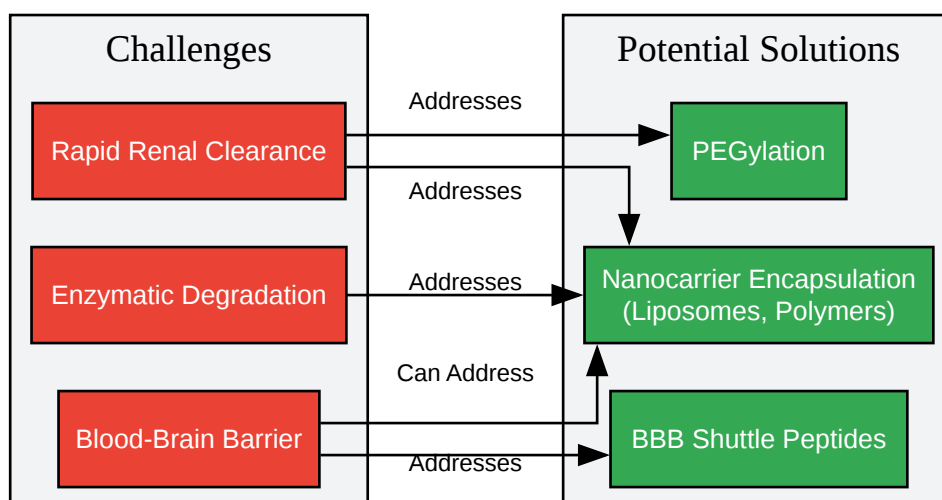 Challenges
Potential Solutions
Addresses
Rapid Renal Clearance
PEGylation
Addresses
Enzymatic Degradation
Addresses
Nanocarrier Encapsulation
(Liposomes, Polymers)
Can Address
Blood-Brain Barrier
BBB Shuttle Peptides
Addresses